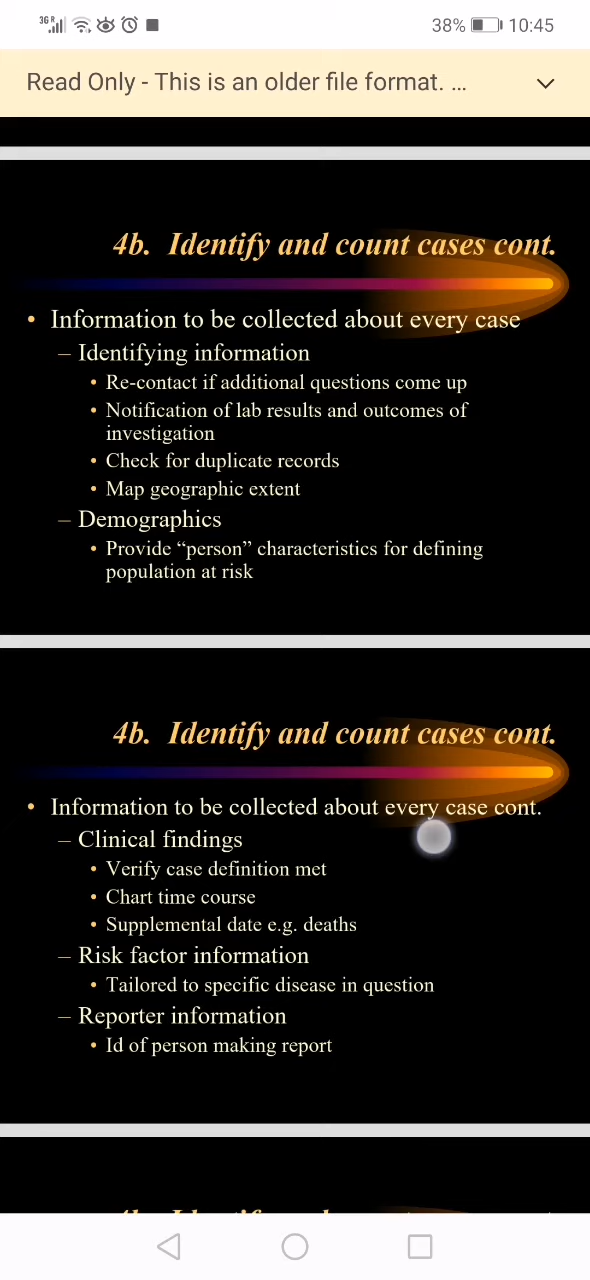 36 R 38% 10:45
Read Only - This is an older file format. ...
4b. Identify and count cases cont.
• Information to be collected about every case
– Identifying information
• Re-contact if additional questions come up
• Notification of lab results and outcomes of
investigation
• Check for duplicate records
• Map geographic extent
– Demographics
• Provide “person” characteristics for defining
population at risk
4b. Identify and count cases cont.
• Information to be collected about every case cont.
– Clinical findings
• Verify case definition met
• Chart time course
• Supplemental date e.g. deaths
– Risk factor information
• Tailored to specific disease in question
– Reporter information
• Id of person making report